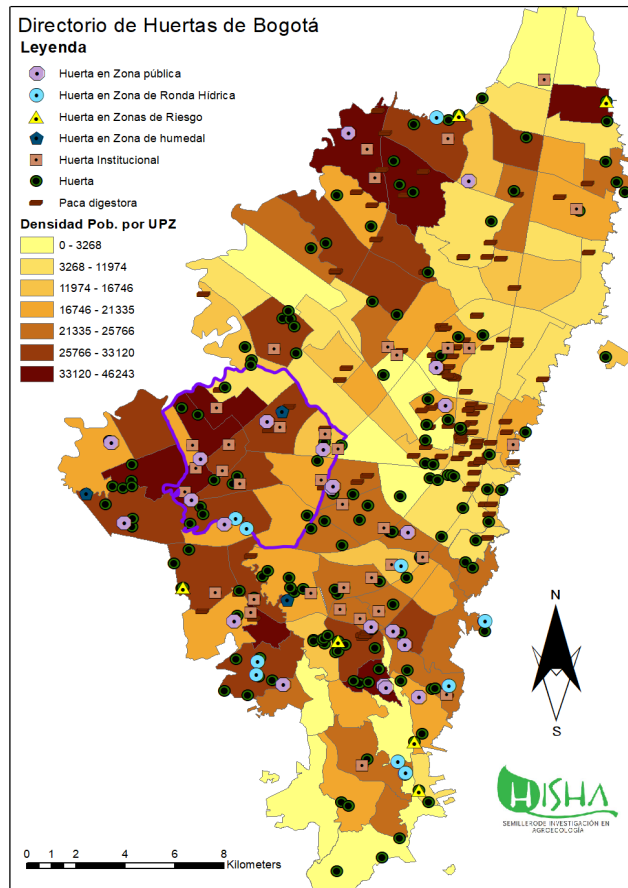 Directorio de Huertas de Bogotá
Leyenda
Huerta en Zona pública
Huerta en Zona de Ronda Hídrica
Huerta en Zonas de Riesgo
Huerta en Zona de humedal
Huerta Institucional
Huerta
Paca digestora
Densidad Pob. por UPZ
0 - 3268
3268 - 11974
11974 - 16746
16746 - 21335
21335 - 25766
25766 - 33120
33120 - 46243
N
S
HISHA
SEMILLERO DE INVESTIGACIÓN EN
AGROECOLOGÍA
0 1 2 4 6 8
Kilometers